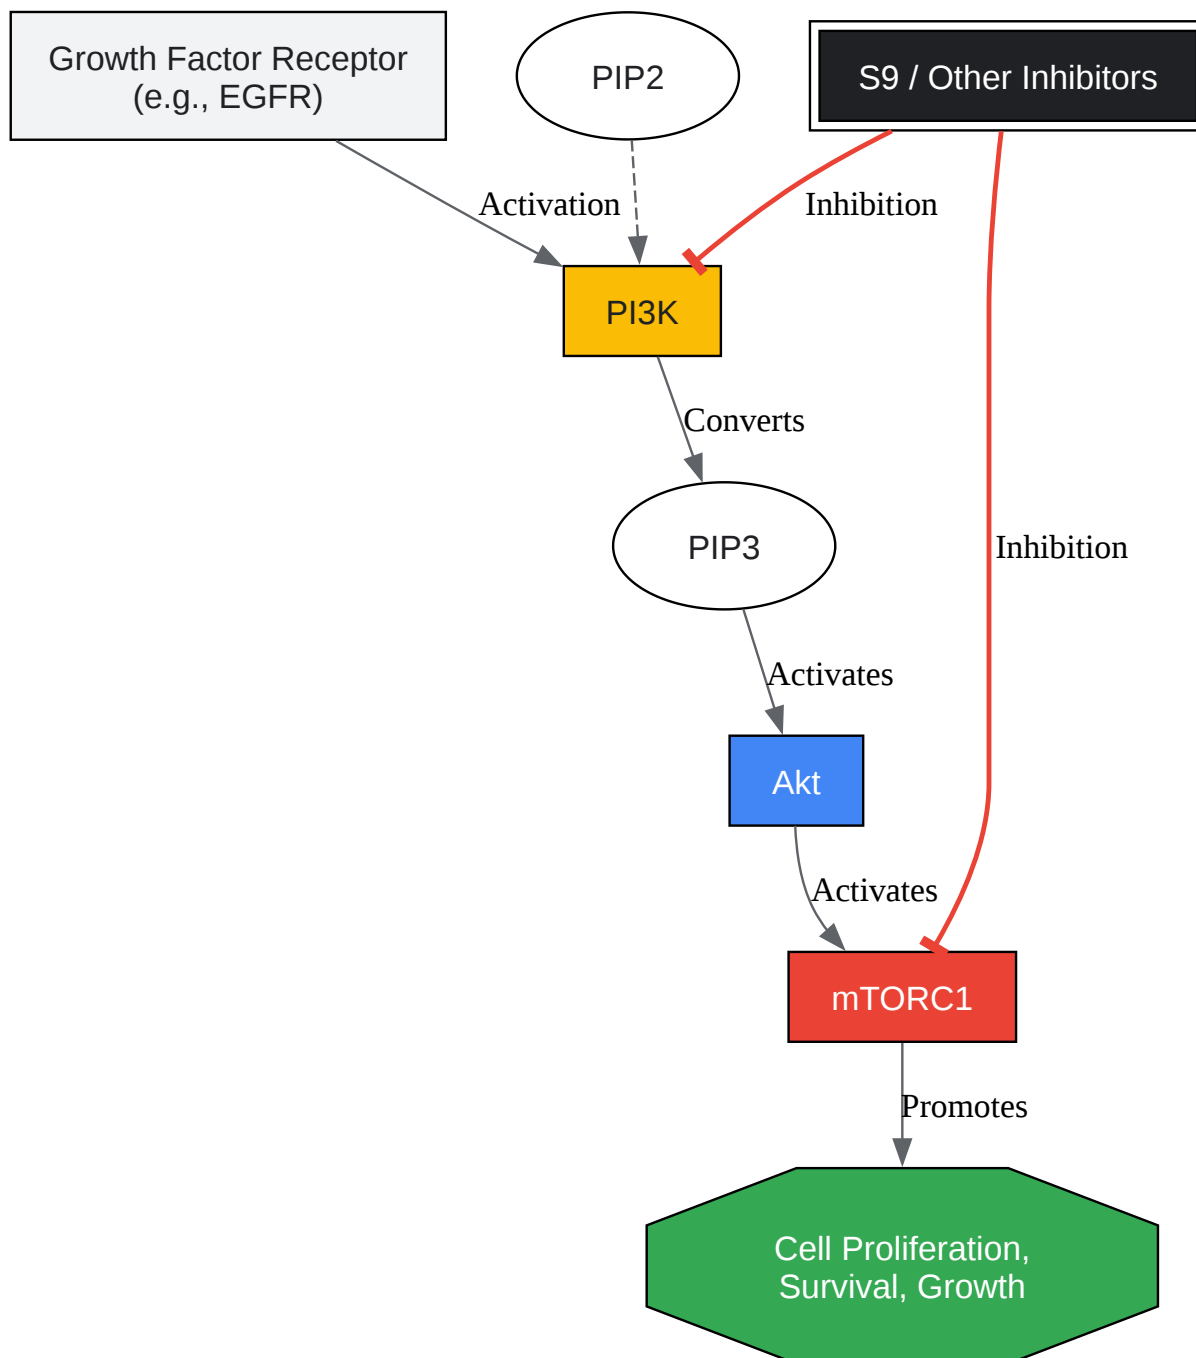 Growth Factor Receptor
(e.g., EGFR)
PIP2
S9 / Other Inhibitors
Activation
Inhibition
PI3K
Converts
PIP3
Inhibition
Activates
Akt
Activates
mTORC1
Promotes
Cell Proliferation,
Survival, Growth